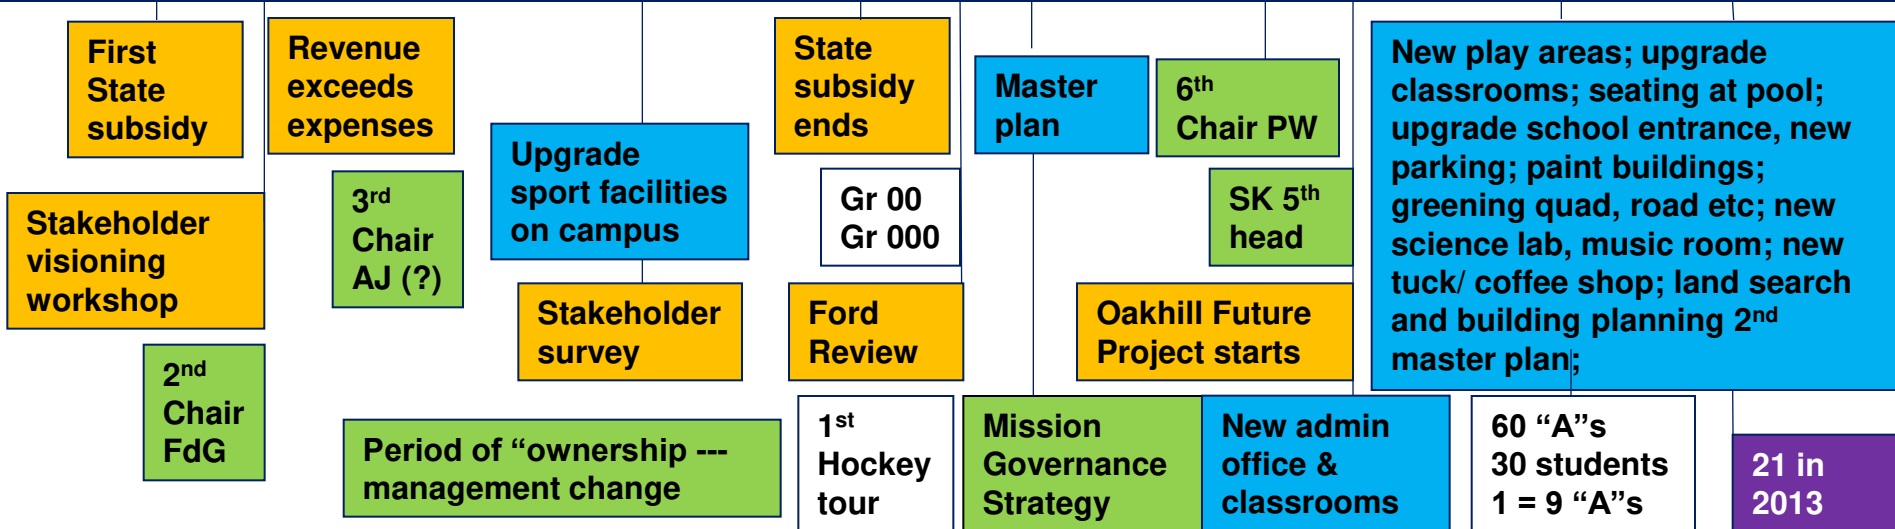 First
State
subsidy
Revenue
exceeds
expenses
State
subsidy
ends
Master
plan
6th
Chair PW
New play areas; upgrade
classrooms; seating at pool;
upgrade school entrance, new
parking; paint buildings;
greening quad, road etc; new
science lab, music room; new
tuck/ coffee shop; land search
and building planning 2nd
master plan;
Upgrade
sport facilities
on campus
Stakeholder
visioning
workshop
3rd
Chair
AJ (?)
Gr 00
Gr 000
SK 5th
head
Stakeholder
survey
Ford
Review
Oakhill Future
Project starts
2nd
Chair
FdG
Period of “ownership ---
management change
1st
Hockey
tour
Mission
Governance
Strategy
New admin
office &
classrooms
60 “A”s
30 students
1 = 9 “A”s
21 in
2013